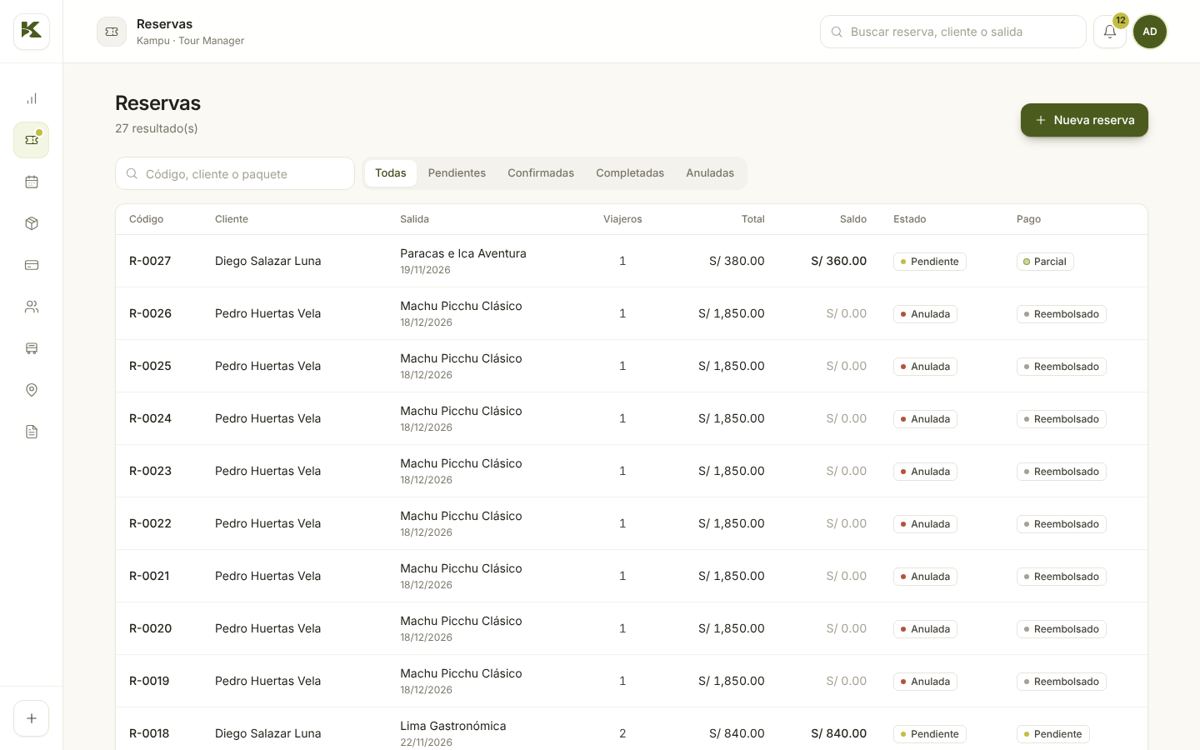 Reservas
Kampu · Tour Manager
Buscar reserva, cliente o salida
12
AD
Reservas
27 resultado(s)
Nueva reserva
Código, cliente o paquete
Todas Pendientes Confirmadas Completadas Anuladas
Código Cliente Salida Viajeros Total Saldo Estado Pago
R-0027 Diego Salazar Luna Paracas e Ica Aventura 1 S/ 380.00 S/ 360.00 Pendiente Parcial
19/11/2026
R-0026 Pedro Huertas Vela Machu Picchu Clásico 1 S/ 1,850.00 S/ 0.00 Anulada Reembolsado
18/12/2026
R-0025 Pedro Huertas Vela Machu Picchu Clásico 1 S/ 1,850.00 S/ 0.00 Anulada Reembolsado
18/12/2026
R-0024 Pedro Huertas Vela Machu Picchu Clásico 1 S/ 1,850.00 S/ 0.00 Anulada Reembolsado
18/12/2026
R-0023 Pedro Huertas Vela Machu Picchu Clásico 1 S/ 1,850.00 S/ 0.00 Anulada Reembolsado
18/12/2026
R-0022 Pedro Huertas Vela Machu Picchu Clásico 1 S/ 1,850.00 S/ 0.00 Anulada Reembolsado
18/12/2026
R-0021 Pedro Huertas Vela Machu Picchu Clásico 1 S/ 1,850.00 S/ 0.00 Anulada Reembolsado
18/12/2026
R-0020 Pedro Huertas Vela Machu Picchu Clásico 1 S/ 1,850.00 S/ 0.00 Anulada Reembolsado
18/12/2026
R-0019 Pedro Huertas Vela Machu Picchu Clásico 1 S/ 1,850.00 S/ 0.00 Anulada Reembolsado
18/12/2026
R-0018 Diego Salazar Luna Lima Gastronómica 2 S/ 840.00 S/ 840.00 Pendiente Pendiente
22/11/2026